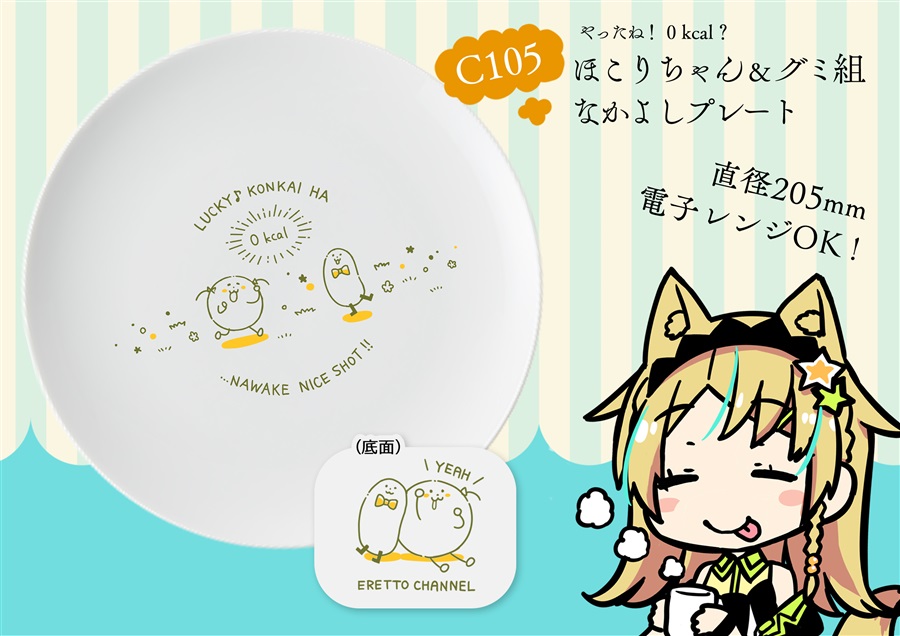 C105
やったね！ 0 kcal？
ほこりちゃん＆グミ組
なかよしプレート
直径205mm
電子レンジOK！
LUCKY♪ KONKAI HA
0 kcal
...NAWAKE NICE SHOT!!
(底面)
\ YEAH /
ERETTO CHANNEL